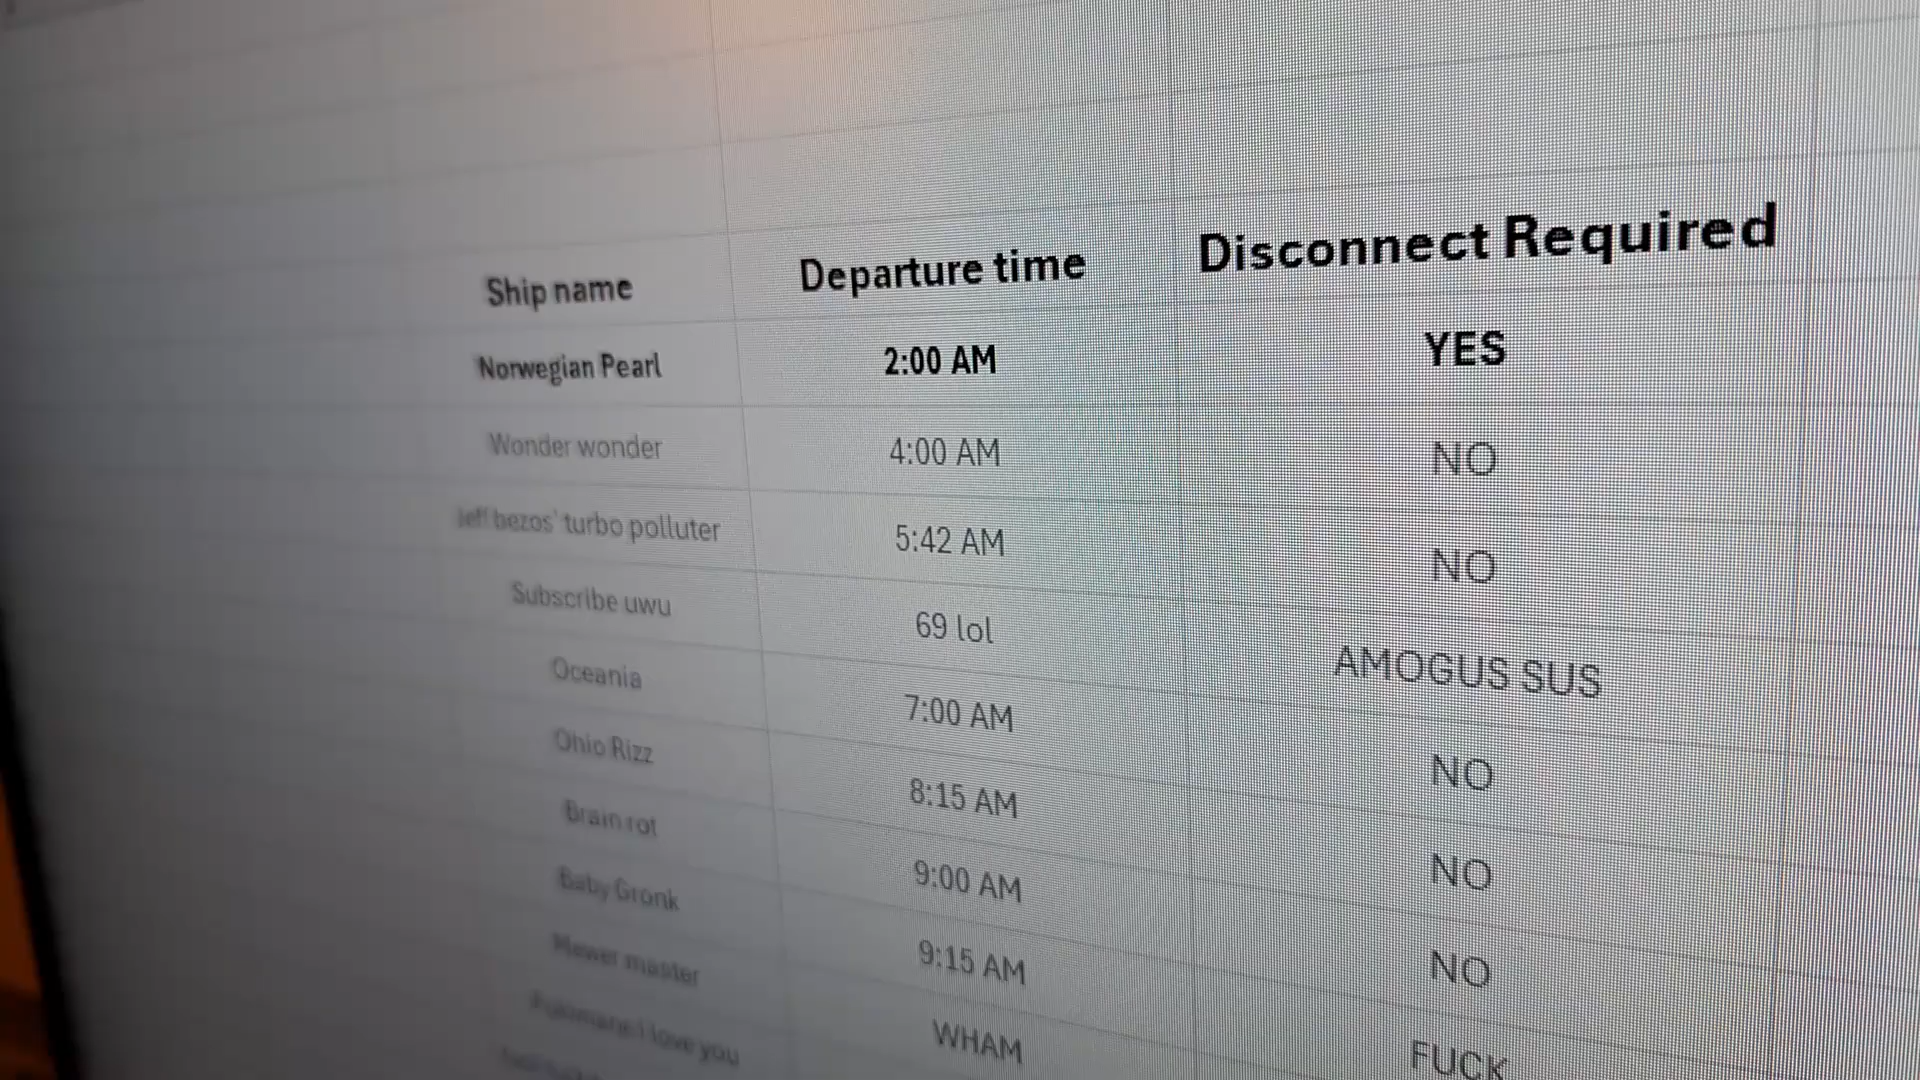 Ship name Departure time Disconnect Required
Norwegian Pearl 2:00 AM YES
Wonder wonder 4:00 AM NO
Jeff bezos' turbo polluter 5:42 AM NO
Subscribe uwu 69 lol AMOGUS SUS
Oceania 7:00 AM NO
Ohio Rizz 8:15 AM NO
Brain rot 9:00 AM NO
Baby Gronk 9:15 AM FUCK
Mewer master WHAM
I love you